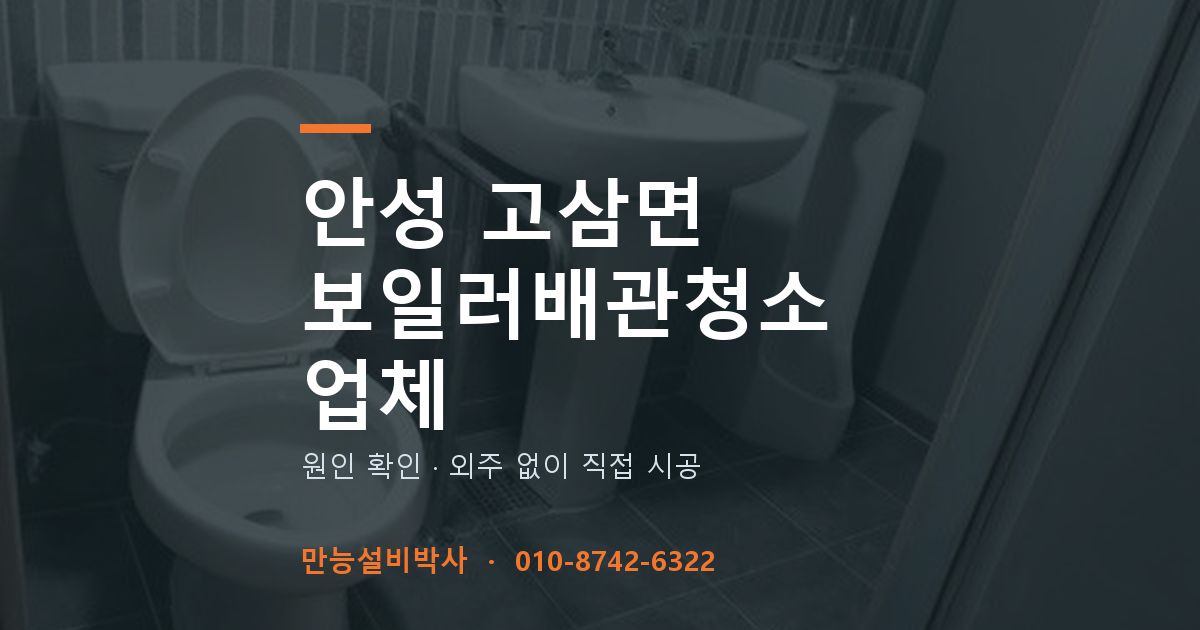 안성 고삼면
보일러배관청소
업체
원인 확인 · 외주 없이 직접 시공
만능설비박사 · 010-8742-6322